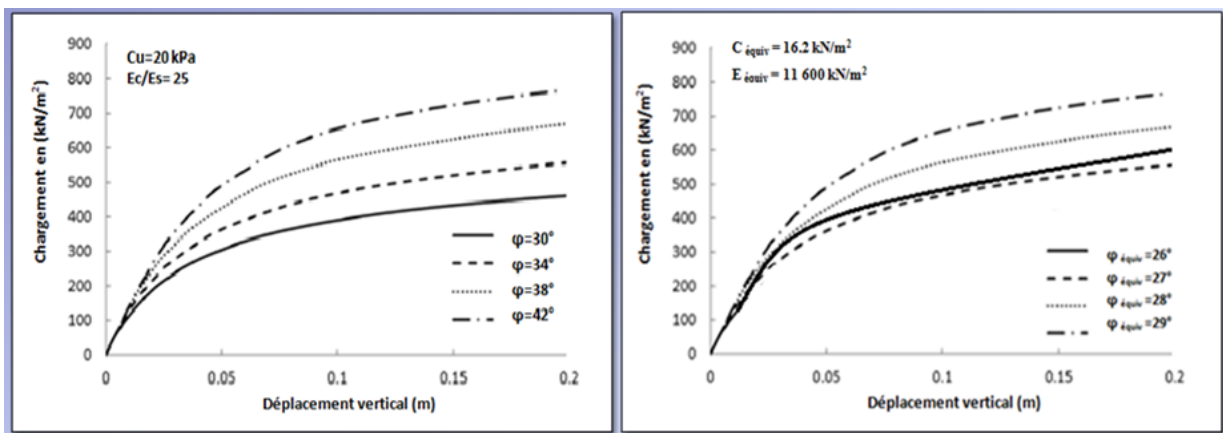 Cu=20 kPa
Ec/Es= 25
Chargement en (kN/m²)
900
800
700
600
500
400
300
200
100
0
φ=30°
φ=34°
φ=38°
φ=42°
0
0.05
0.1
0.15
0.2
Déplacement vertical (m)
C équiv = 16.2 kN/m²
E équiv = 11 600 kN/m²
Chargement en (kN/m²)
900
800
700
600
500
400
300
200
100
0
φ équiv =26°
φ équiv =27°
φ équiv =28°
φ équiv =29°
0
0.05
0.1
0.15
0.2
Déplacement vertical (m)